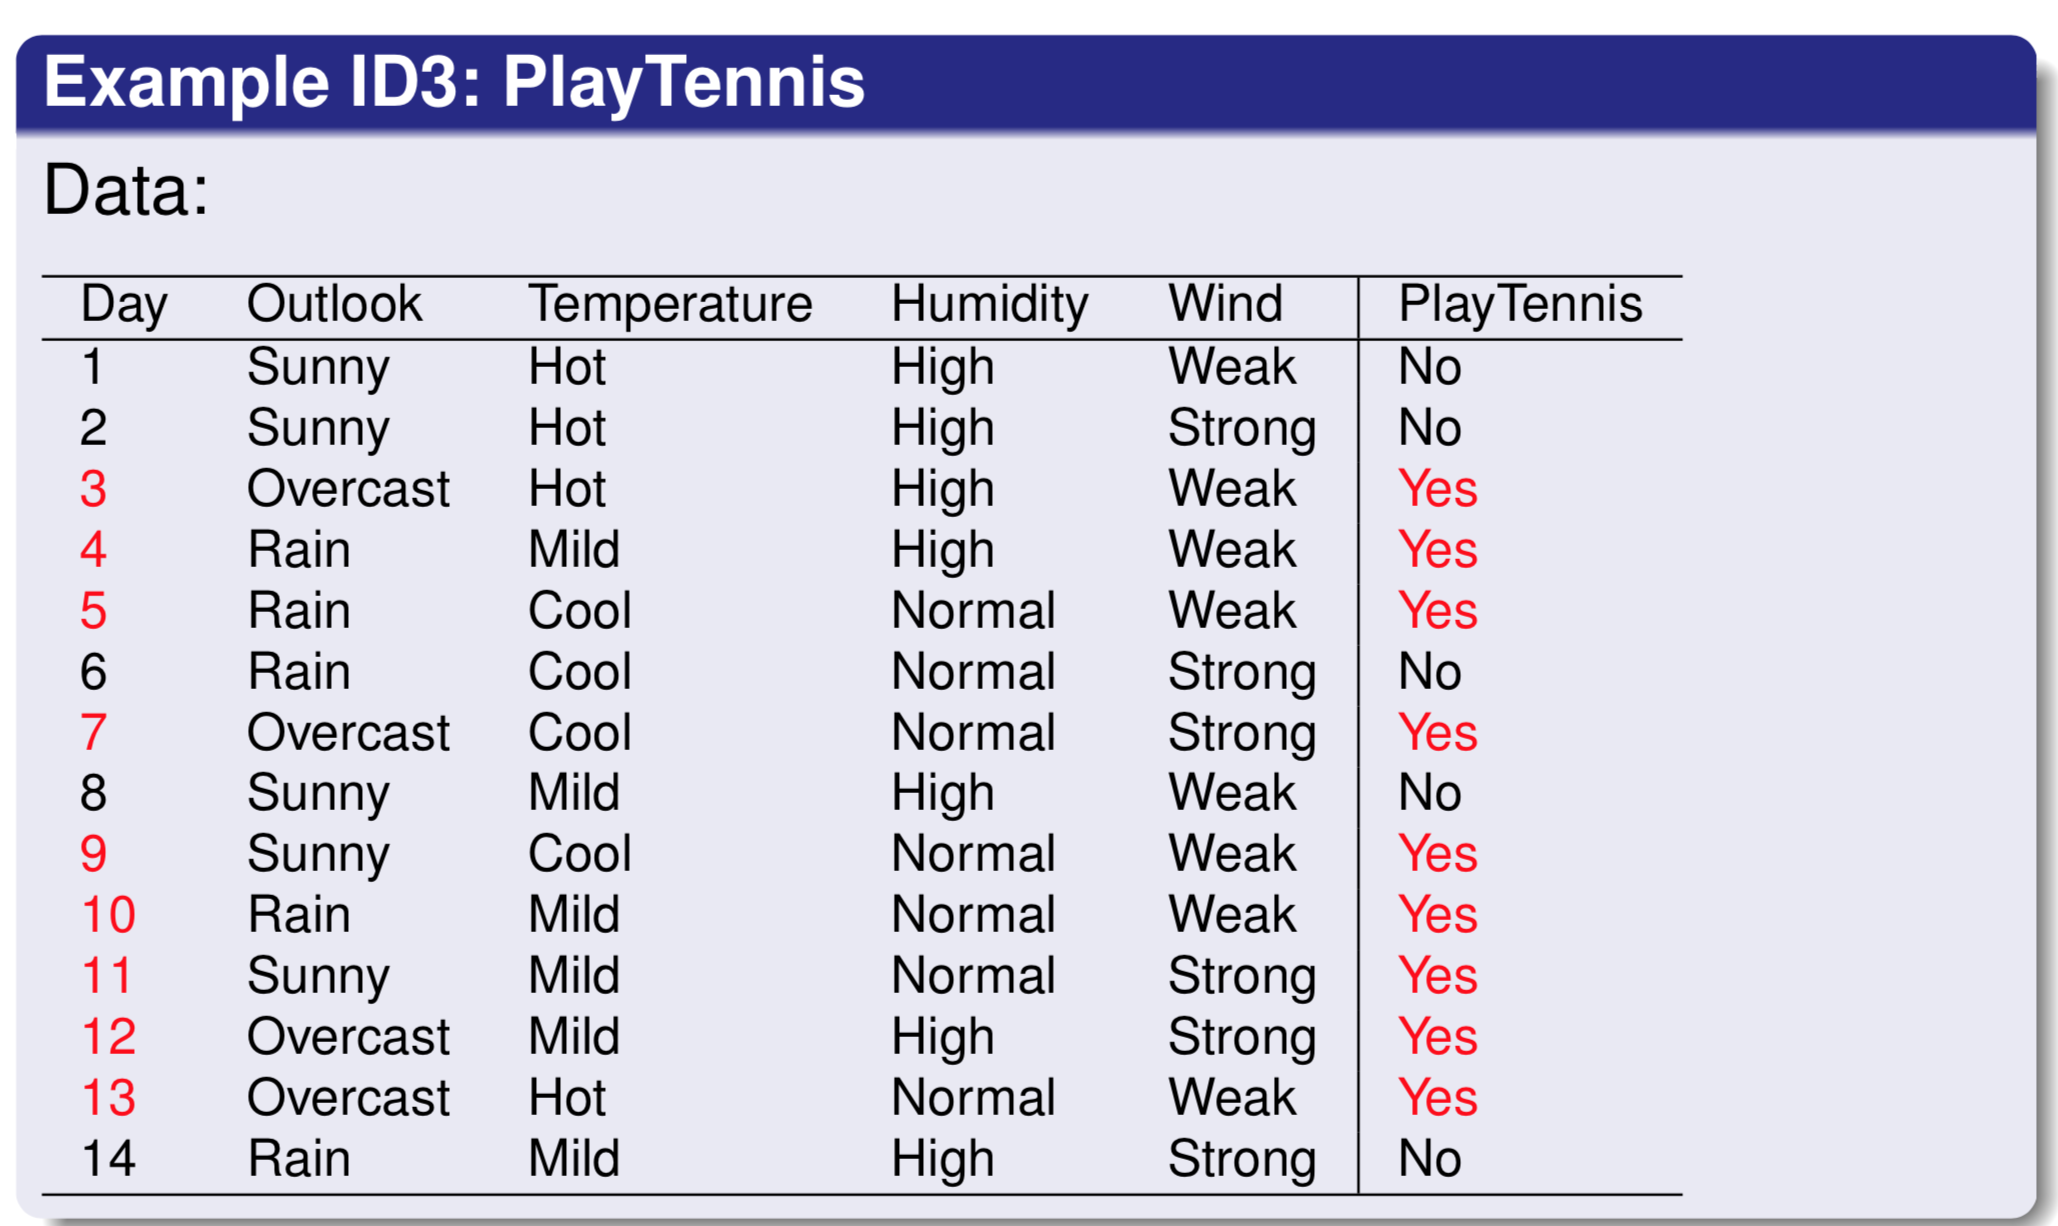 Example ID3: PlayTennis
Data:
Day Outlook Temperature Humidity Wind PlayTennis
1 Sunny Hot High Weak No
2 Sunny Hot High Strong No
3 Overcast Hot High Weak Yes
4 Rain Mild High Weak Yes
5 Rain Cool Normal Weak Yes
6 Rain Cool Normal Strong No
7 Overcast Cool Normal Strong Yes
8 Sunny Mild High Weak No
9 Sunny Cool Normal Weak Yes
10 Rain Mild Normal Weak Yes
11 Sunny Mild Normal Strong Yes
12 Overcast Mild High Strong Yes
13 Overcast Hot Normal Weak Yes
14 Rain Mild High Strong No